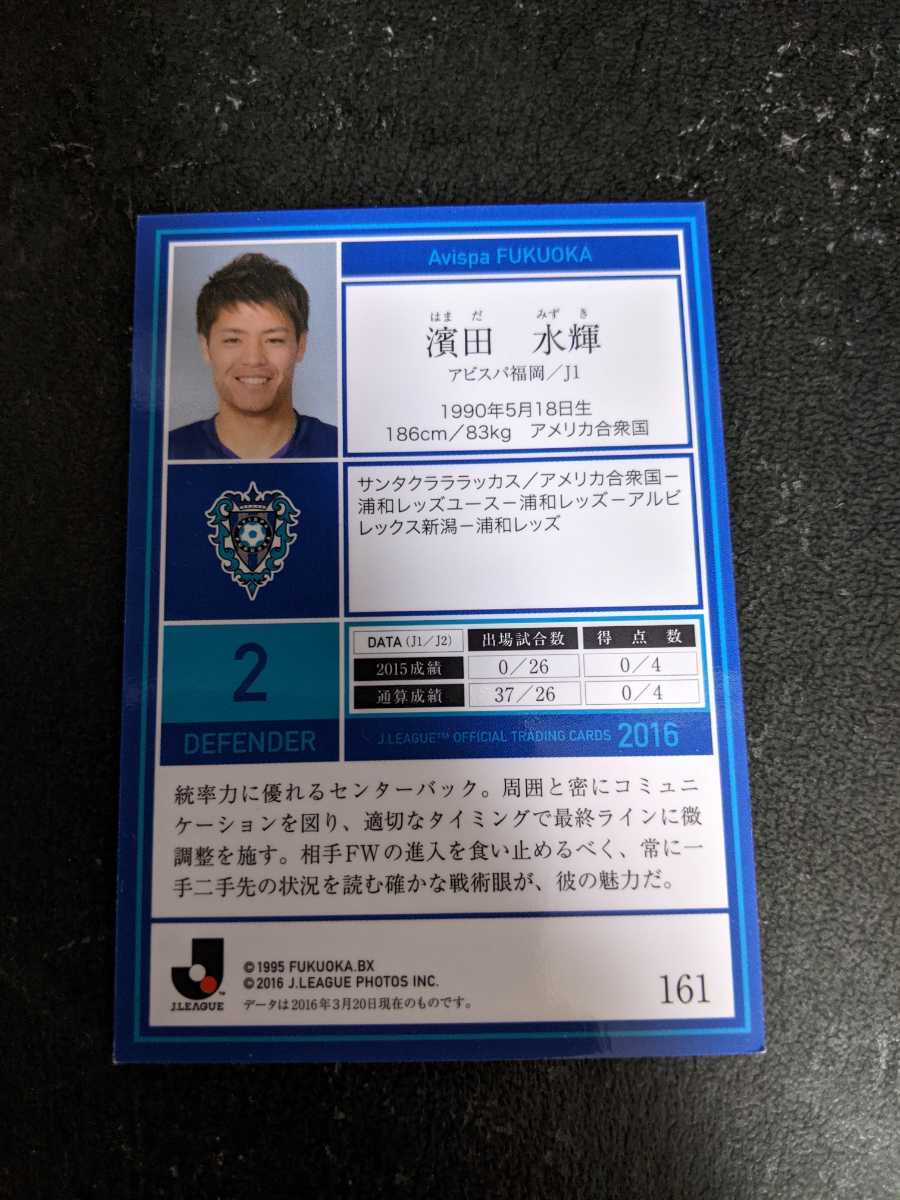 Avispa FUKUOKA
はま だ みず き
濱田 水輝
アビスパ福岡／J1
1990年5月18日生
186cm／83kg アメリカ合衆国
サンタクラララッカス／アメリカ合衆国－
浦和レッズユース－浦和レッズ－アルビ
レックス新潟－浦和レッズ
2
DEFENDER
DATA (J1／J2) 出場試合数 得点数
2015成績 0／26 0／4
通算成績 37／26 0／4
J.LEAGUE™ OFFICIAL TRADING CARDS 2016
統率力に優れるセンターバック。周囲と密にコミュニ
ケーションを図り、適切なタイミングで最終ラインに微
調整を施す。相手FWの進入を食い止めるべく、常に一
手二手先の状況を読む確かな戦術眼が、彼の魅力だ。
J.LEAGUE™
©1995 FUKUOKA.BX
©2016 J.LEAGUE PHOTOS INC.
データは2016年3月20日現在のものです。
161